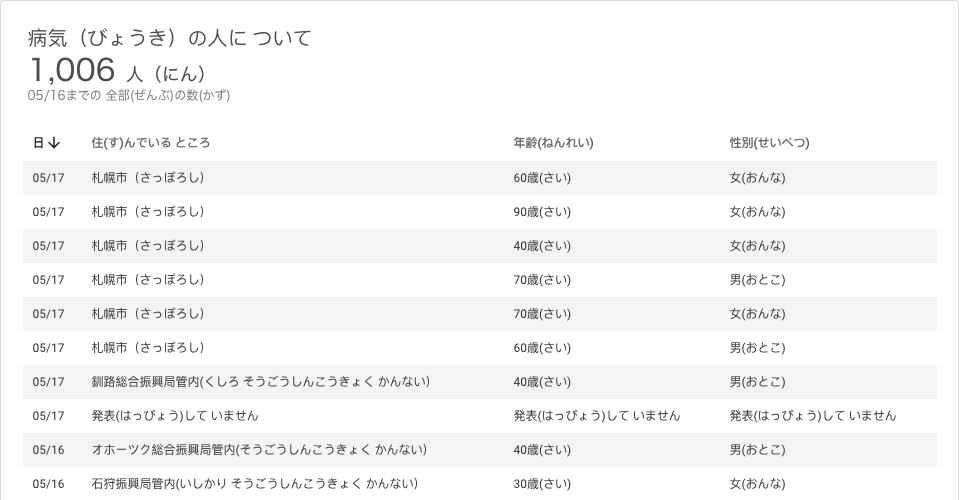 病気（びょうき）の人に ついて
1,006 人（にん）
05/16までの 全部(ぜんぶ)の数(かず)
日↓ 住(す)んでいる ところ 年齢(ねんれい) 性別(せいべつ)
05/17 札幌市（さっぽろし） 60歳(さい) 女(おんな)
05/17 札幌市（さっぽろし） 90歳(さい) 女(おんな)
05/17 札幌市（さっぽろし） 40歳(さい) 女(おんな)
05/17 札幌市（さっぽろし） 70歳(さい) 男(おとこ)
05/17 札幌市（さっぽろし） 70歳(さい) 女(おんな)
05/17 札幌市（さっぽろし） 60歳(さい) 男(おとこ)
05/17 釧路総合振興局管内(くしろ そうごうしんこうきょく かんない） 40歳(さい) 男(おとこ)
05/17 発表(はっぴょう)して いません 発表(はっぴょう)して いません 発表(はっぴょう)して いません
05/16 オホーツク総合振興局管内(そうごうしんこうきょく かんない） 40歳(さい) 男(おとこ)
05/16 石狩振興局管内(いしかり そうごうしんこうきょく かんない） 30歳(さい) 女(おんな)